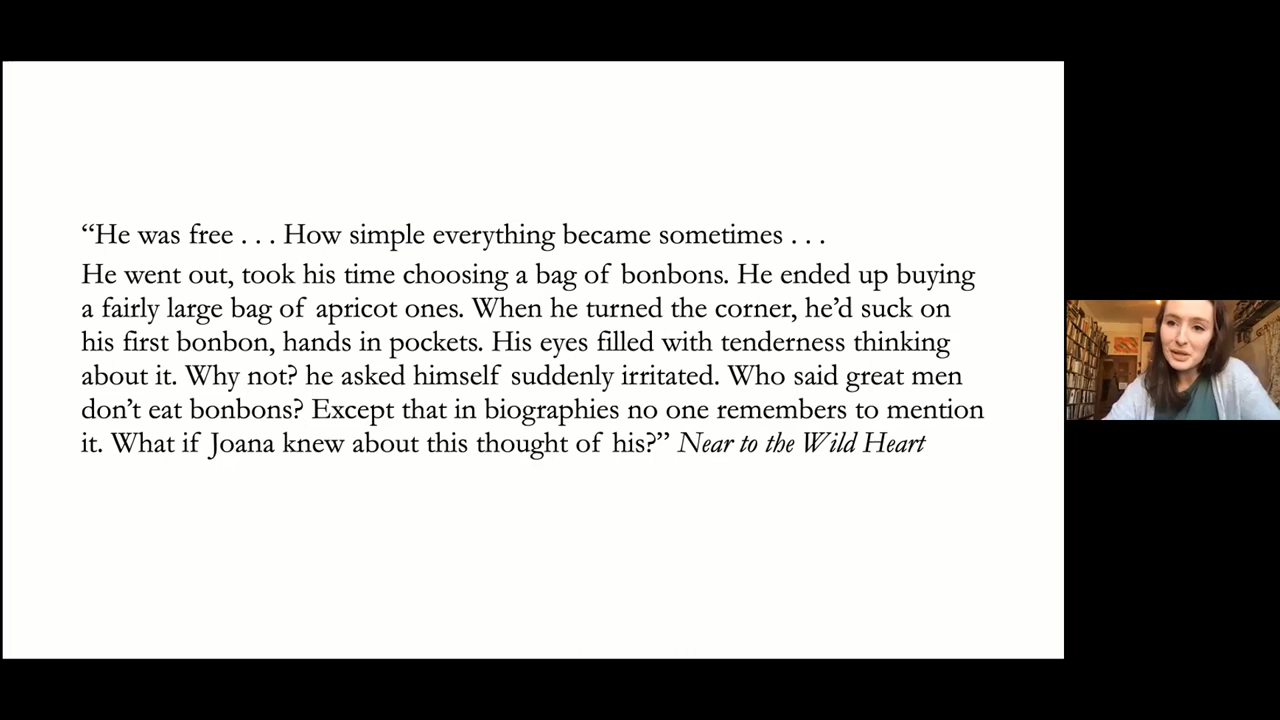 “He was free . . . How simple everything became sometimes . . .
He went out, took his time choosing a bag of bonbons. He ended up buying
a fairly large bag of apricot ones. When he turned the corner, he’d suck on
his first bonbon, hands in pockets. His eyes filled with tenderness thinking
about it. Why not? he asked himself suddenly irritated. Who said great men
don’t eat bonbons? Except that in biographies no one remembers to mention
it. What if Joana knew about this thought of his?” Near to the Wild Heart